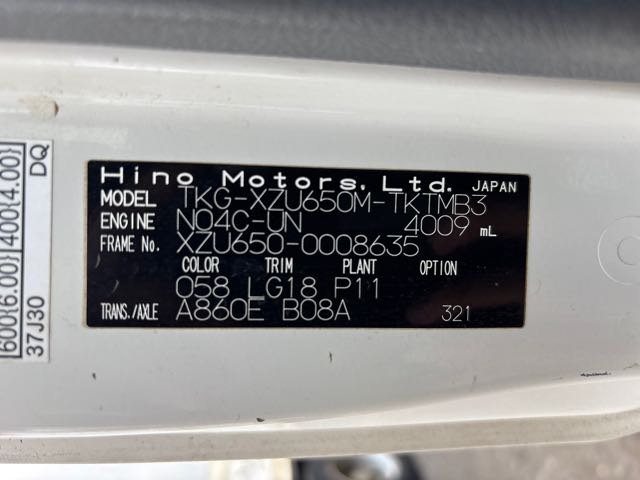 Hino Motors, Ltd. JAPAN
MODEL TKG-XZU650M-TKTMB3
ENGINE N04C-UN 4009 mL
FRAME No. XZU650-0008635
COLOR TRIM PLANT OPTION
058 LG18 P11
TRANS./AXLE A860E B08A 321
600(6.00) 400(4.00)
37J30 DQ